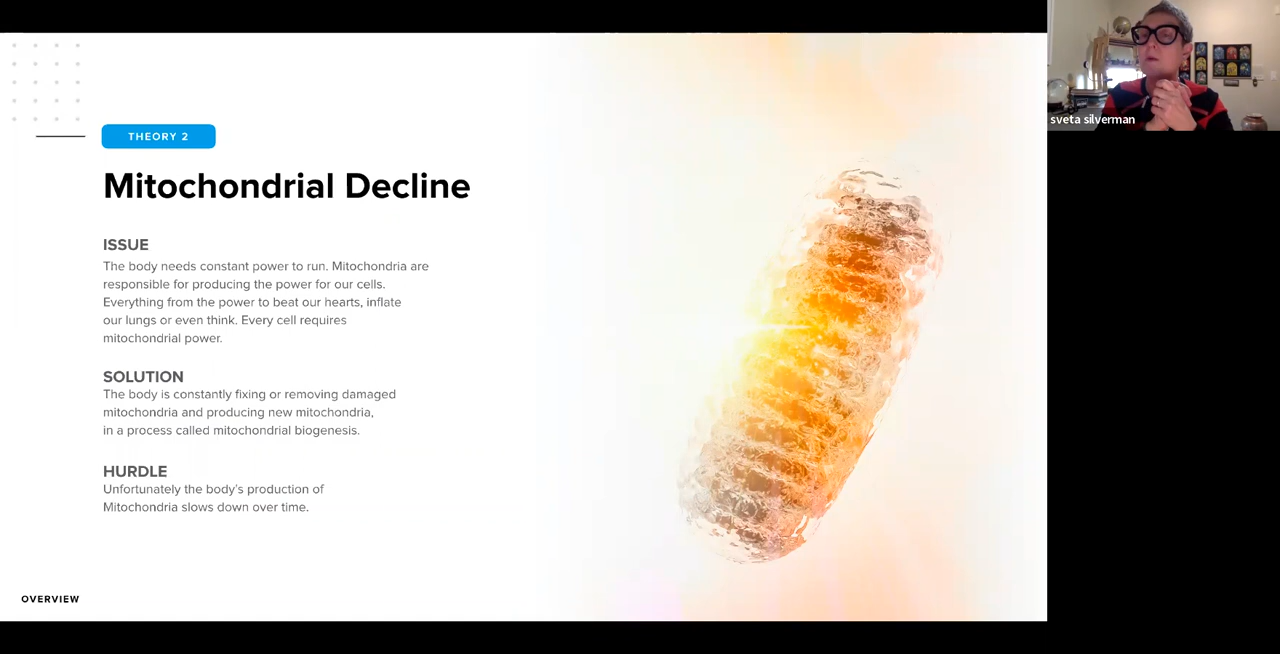 THEORY 2
Mitochondrial Decline
ISSUE
The body needs constant power to run. Mitochondria are
responsible for producing the power for our cells.
Everything from the power to beat our hearts, inflate
our lungs or even think. Every cell requires
mitochondrial power.
SOLUTION
The body is constantly fixing or removing damaged
mitochondria and producing new mitochondria,
in a process called mitochondrial biogenesis.
HURDLE
Unfortunately the body's production of
Mitochondria slows down over time.
OVERVIEW
sveta silverman